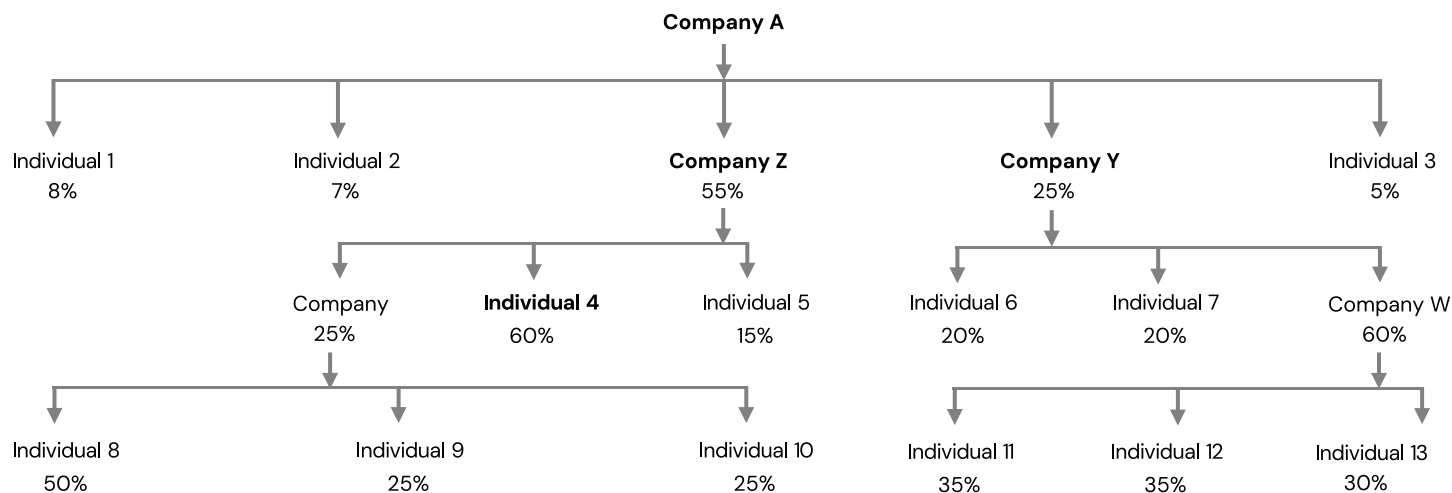 Company A
Individual 1
8%
Individual 2
7%
Company Z
55%
Company Y
25%
Individual 3
5%
Company
25%
Individual 4
60%
Individual 5
15%
Individual 6
20%
Individual 7
20%
Company W
60%
Individual 8
50%
Individual 9
25%
Individual 10
25%
Individual 11
35%
Individual 12
35%
Individual 13
30%